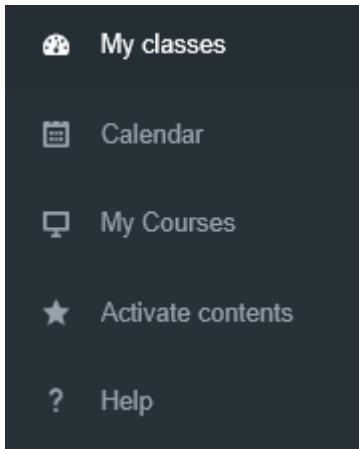 My classes
Calendar
My Courses
Activate contents
? Help